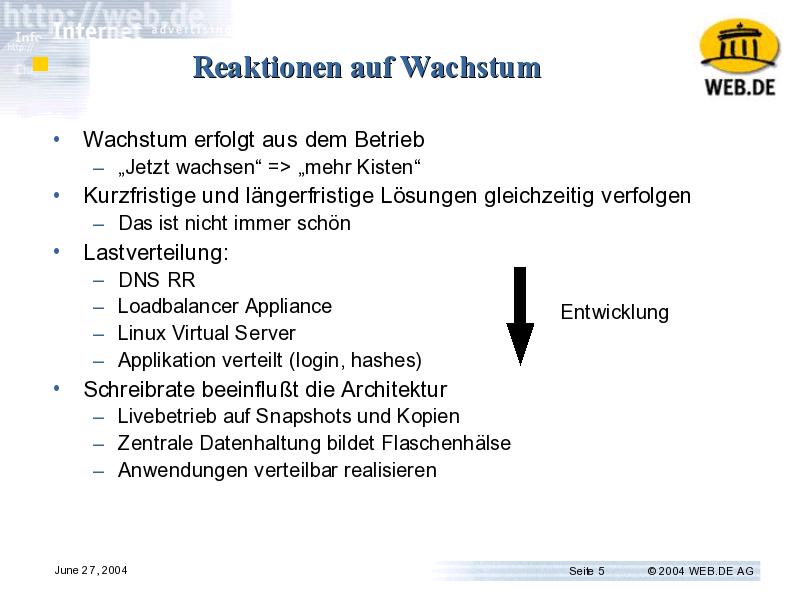 http://web.de
Internet advertising
Info
http://
Reaktionen auf Wachstum
WEB.DE
• Wachstum erfolgt aus dem Betrieb
– „Jetzt wachsen“ => „mehr Kisten“
• Kurzfristige und längerfristige Lösungen gleichzeitig verfolgen
– Das ist nicht immer schön
• Lastverteilung:
– DNS RR
– Loadbalancer Appliance
– Linux Virtual Server
– Applikation verteilt (login, hashes)
Entwicklung
• Schreibrate beeinflußt die Architektur
– Livebetrieb auf Snapshots und Kopien
– Zentrale Datenhaltung bildet Flaschenhälse
– Anwendungen verteilbar realisieren
June 27, 2004
Seite 5
© 2004 WEB.DE AG